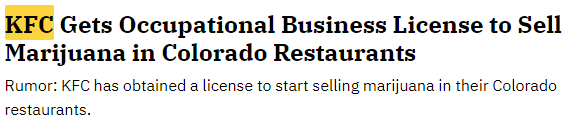 KFC Gets Occupational Business License to Sell
Marijuana in Colorado Restaurants
Rumor: KFC has obtained a license to start selling marijuana in their Colorado
restaurants.